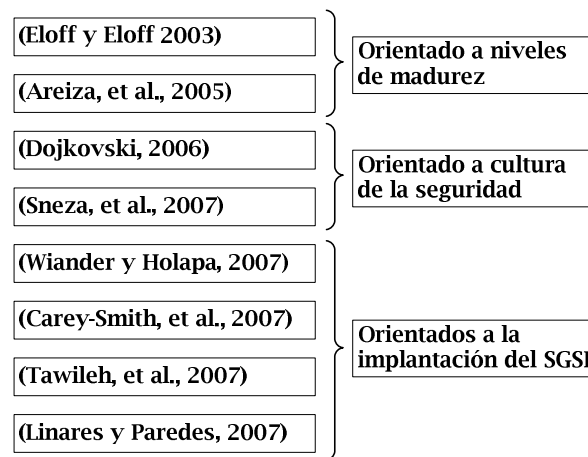 (Eloff y Eloff 2003)
(Areiza, et al., 2005)
Orientado a niveles
de madurez
(Dojkovski, 2006)
(Sneza, et al., 2007)
Orientado a cultura
de la seguridad
(Wiander y Holapa, 2007)
(Carey-Smith, et al., 2007)
(Tawileh, et al., 2007)
(Linares y Paredes, 2007)
Orientados a la
implantación del SGSI